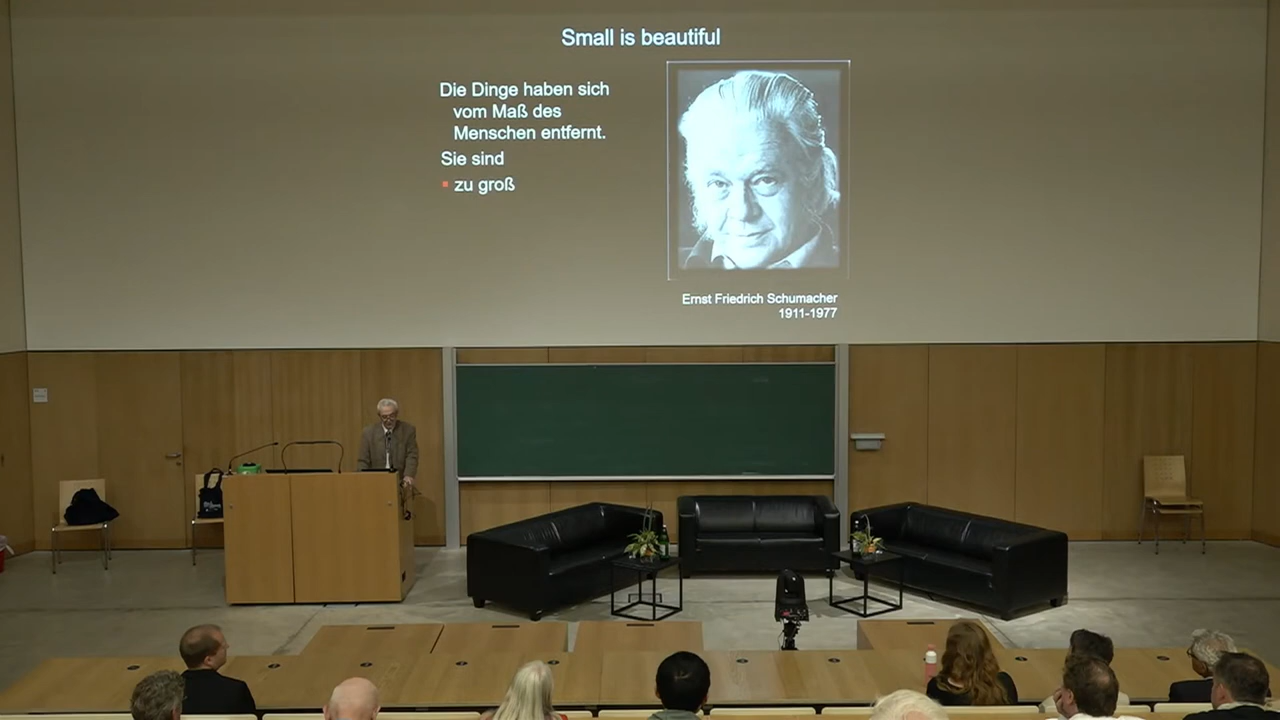 Small is beautiful
Die Dinge haben sich
vom Maß des
Menschen entfernt.
Sie sind
zu groß
Ernst Friedrich Schumacher
1911-1977